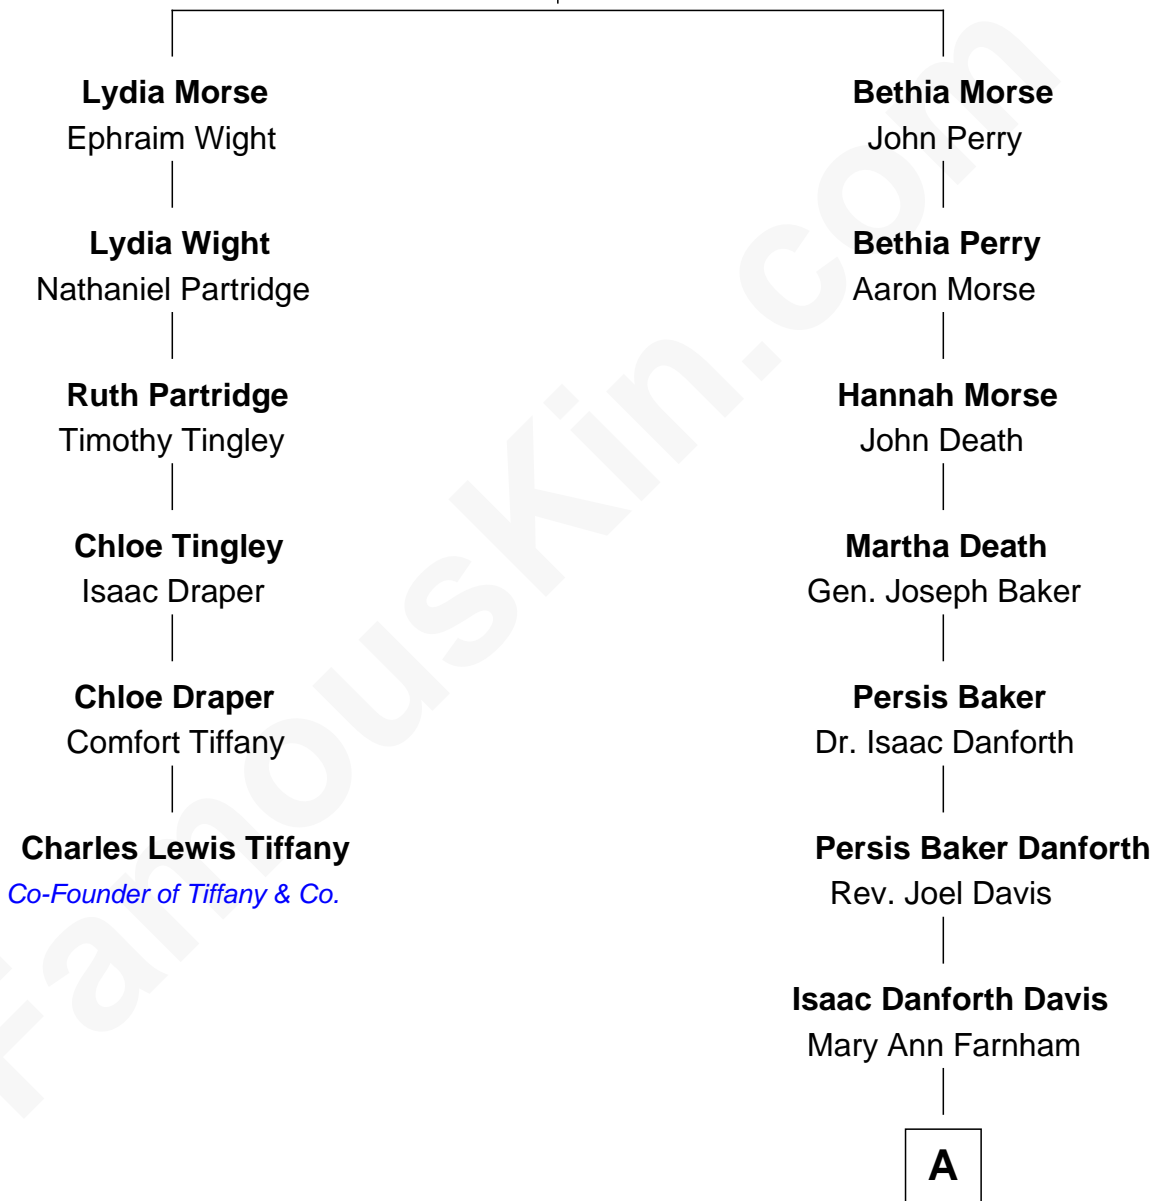 Lydia Morse
Ephraim Wight
Lydia Wight
Nathaniel Partridge
Ruth Partridge
Timothy Tingley
Chloe Tingley
Isaac Draper
Chloe Draper
Comfort Tiffany
Charles Lewis Tiffany
Co-Founder of Tiffany & Co.
Bethia Morse
John Perry
Bethia Perry
Aaron Morse
Hannah Morse
John Death
Martha Death
Gen. Joseph Baker
Persis Baker
Dr. Isaac Danforth
Persis Baker Danforth
Rev. Joel Davis
Isaac Danforth Davis
Mary Ann Farnham
A
FamousKin.com